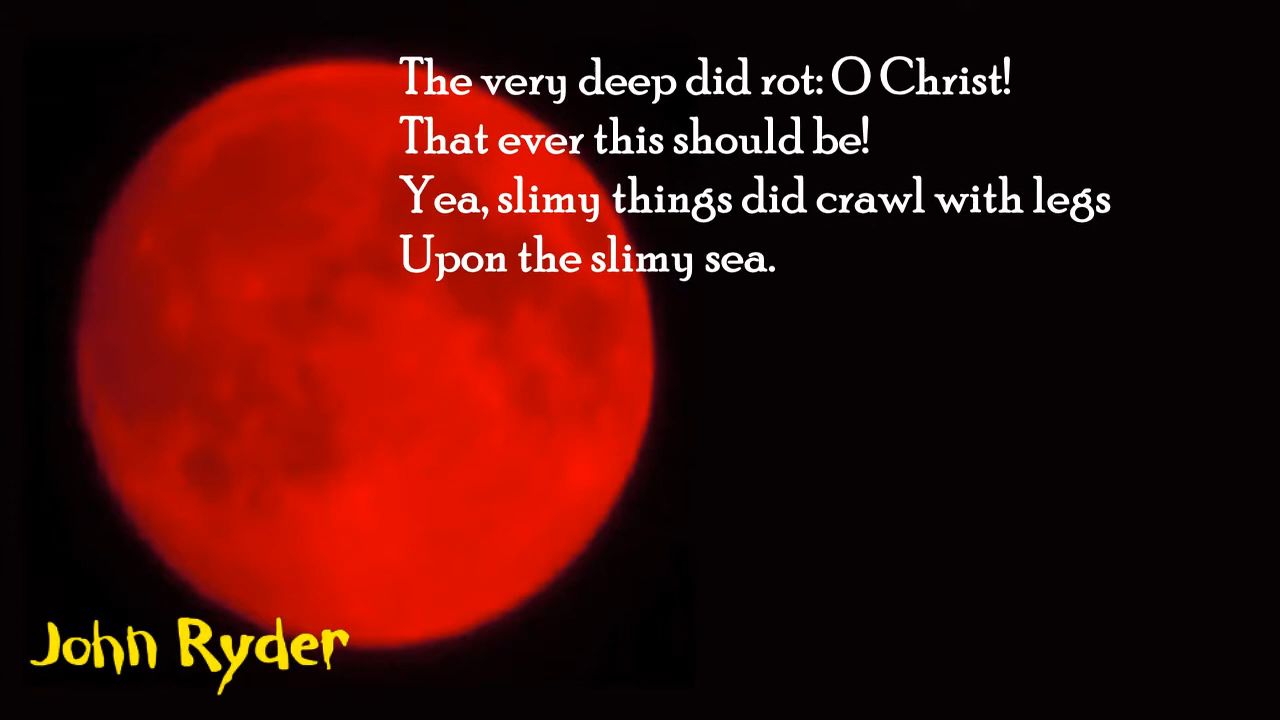 The very deep did rot: O Christ!
That ever this should be!
Yea, slimy things did crawl with legs
Upon the slimy sea.
John Ryder